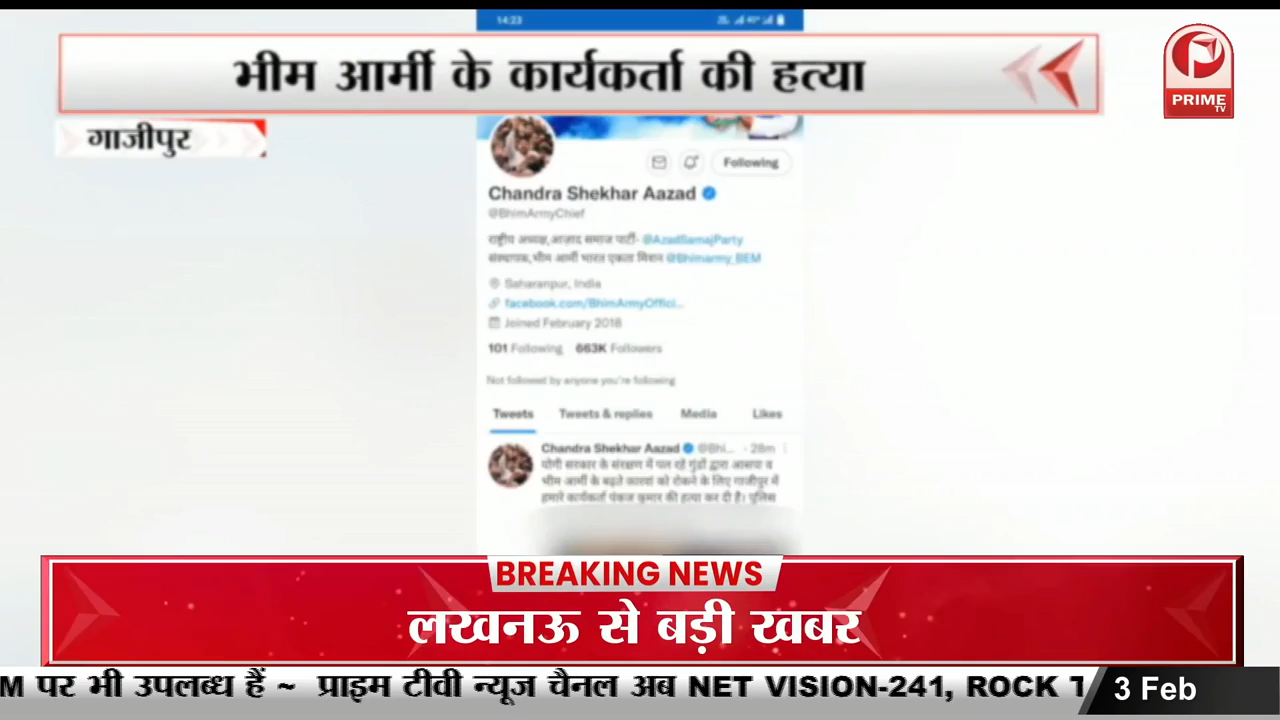 14:23
भीम आर्मी के कार्यकर्ता की हत्या
PRIME
TV
गाजीपुर
Following
Chandra Shekhar Aazad
@BhimArmyChief
राष्ट्रीय अध्यक्ष,आज़ाद समाज पार्टी- @AzadSamajParty
संस्थापक,भीम आर्मी भारत एकता मिशन @Bhimarmy_BEM
Saharanpur, India
facebook.com/BhimArmyOffici...
Joined February 2018
101 Following 663K Followers
Not followed by anyone you're following
Tweets Tweets & replies Media Likes
Chandra Shekhar Aazad @Bhi... · 28m
योगी सरकार के संरक्षण में पल रहे गुंडों द्वारा आसपा व
भीम आर्मी के बढ़ते कारवां को रोकने के लिए गाजीपुर में
हमारे कार्यकर्ता पंकज कुमार की हत्या कर दी है। पुलिस
BREAKING NEWS
लखनऊ से बड़ी खबर
M पर भी उपलब्ध हैं ~ प्राइम टीवी न्यूज चैनल अब NET VISION-241, ROCK T
3 Feb